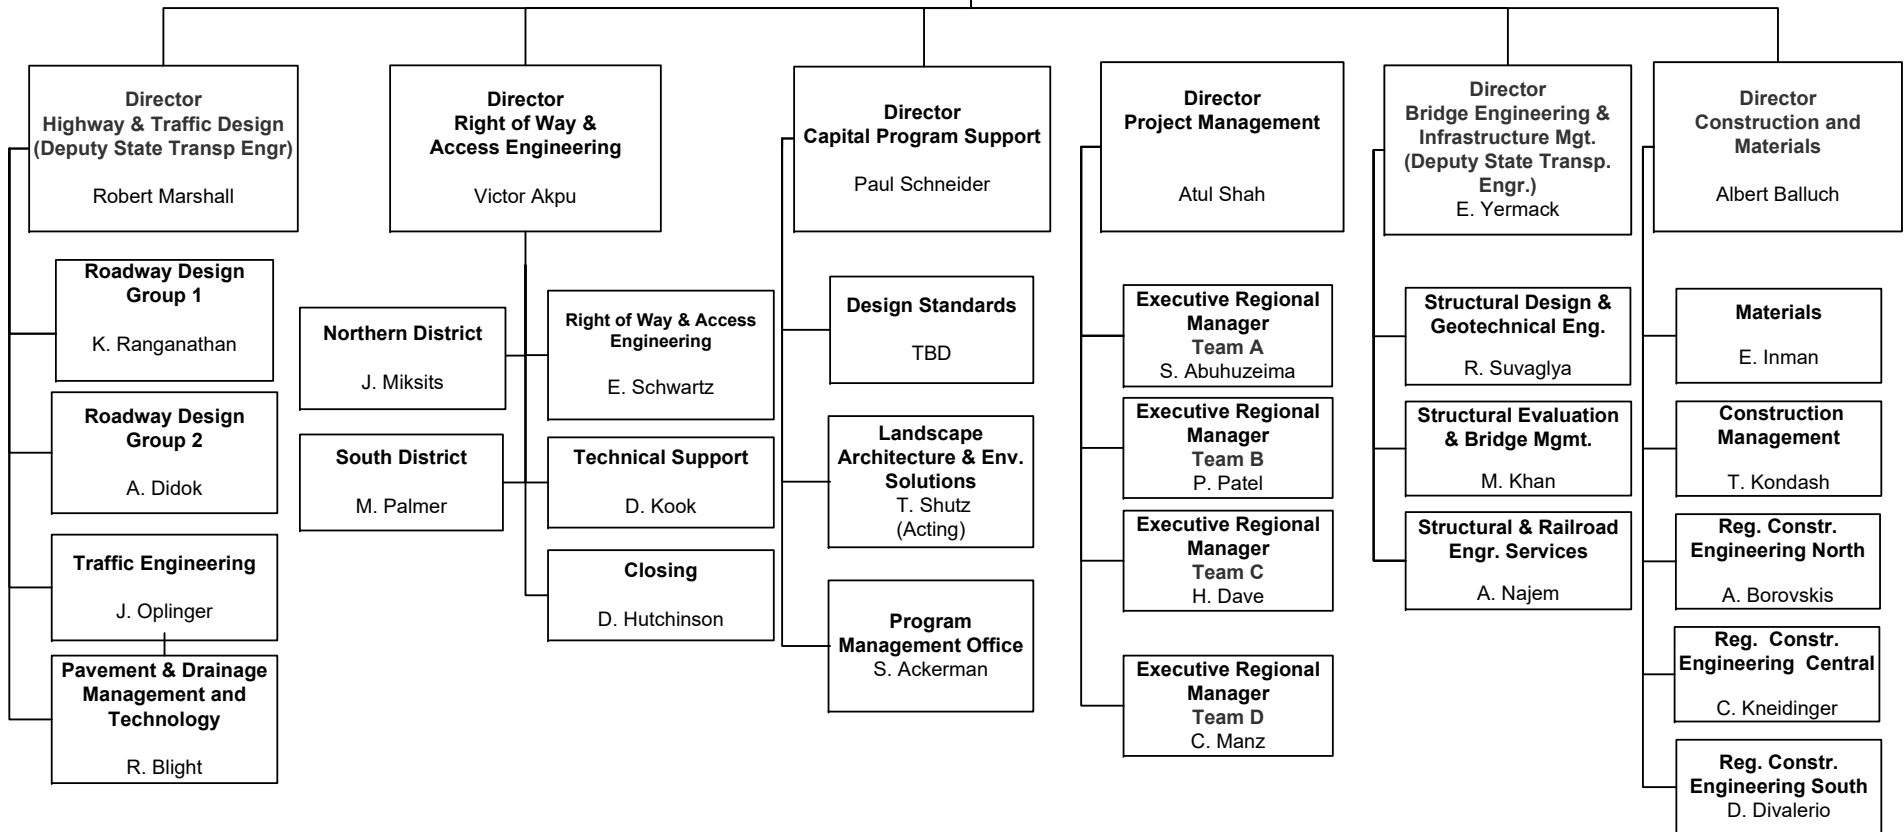 Director
Highway & Traffic Design
(Deputy State Transp Engr)
Robert Marshall
Roadway Design
Group 1
K. Ranganathan
Roadway Design
Group 2
A. Didok
Traffic Engineering
J. Oplinger
Pavement & Drainage
Management and
Technology
R. Blight
Director
Right of Way &
Access Engineering
Victor Akpu
Northern District
J. Miksits
South District
M. Palmer
Right of Way & Access
Engineering
E. Schwartz
Technical Support
D. Kook
Closing
D. Hutchinson
Director
Capital Program Support
Paul Schneider
Design Standards
TBD
Landscape
Architecture & Env.
Solutions
T. Shutz
(Acting)
Program
Management Office
S. Ackerman
Director
Project Management
Atul Shah
Executive Regional
Manager
Team A
S. Abuhuzeima
Executive Regional
Manager
Team B
P. Patel
Executive Regional
Manager
Team C
H. Dave
Executive Regional
Manager
Team D
C. Manz
Director
Bridge Engineering &
Infrastructure Mgt.
(Deputy State Transp.
Engr.)
E. Yermack
Structural Design &
Geotechnical Eng.
R. Suvaglya
Structural Evaluation
& Bridge Mgmt.
M. Khan
Structural & Railroad
Engr. Services
A. Najem
Director
Construction and
Materials
Albert Balluch
Materials
E. Inman
Construction
Management
T. Kondash
Reg. Constr.
Engineering North
A. Borovskis
Reg. Constr.
Engineering Central
C. Kneidinger
Reg. Constr.
Engineering South
D. Divalerio